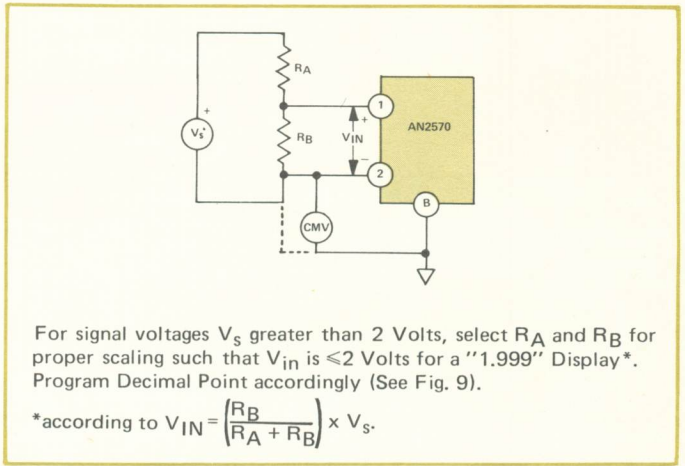 RA
+
Vs*
RB
+
VIN
−
1
AN2570
2
B
CMV
For signal voltages Vs greater than 2 Volts, select RA and RB for
proper scaling such that Vin is ⩽2 Volts for a "1.999" Display*.
Program Decimal Point accordingly (See Fig. 9).
*according to VIN = (RB / RA + RB) x Vs.